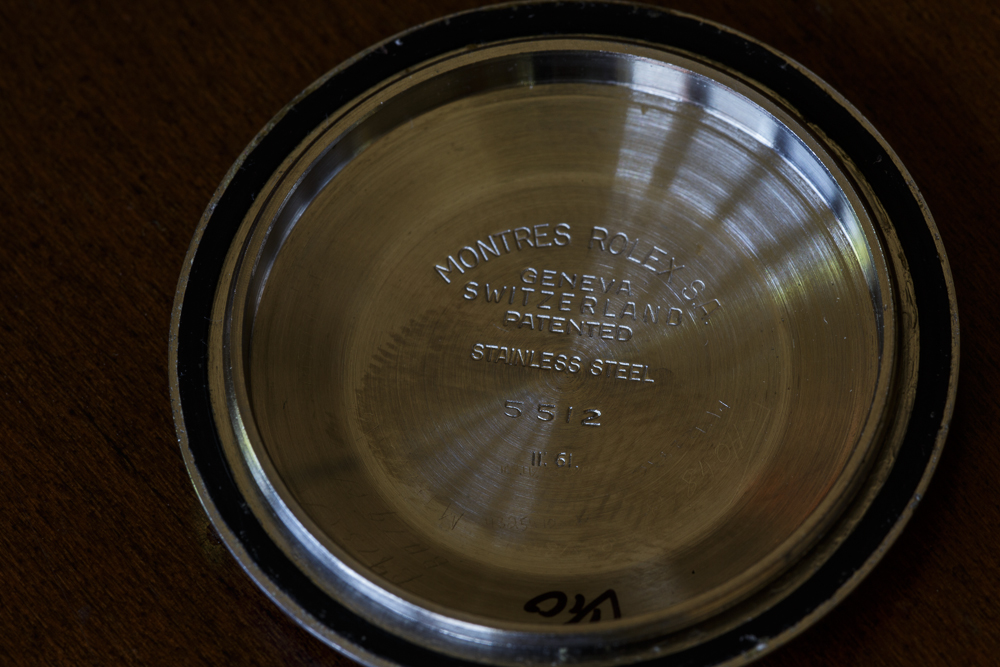 MONTRES ROLEX S.A
GENEVA
SWITZERLAND
PATENTED
STAINLESS STEEL
5512
II. 61.